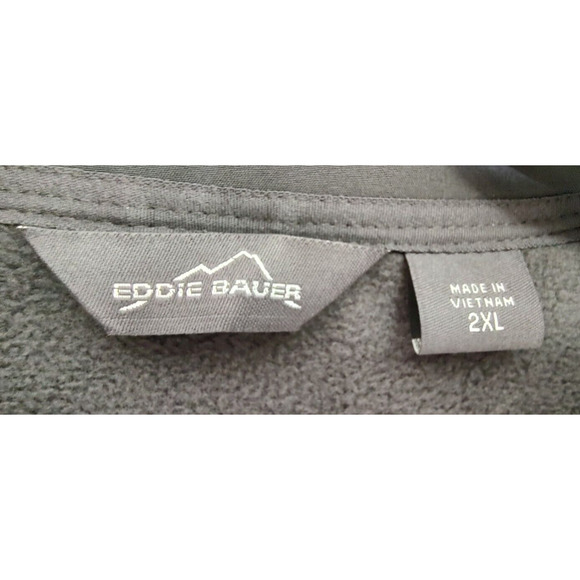 EDDIE BAUER
MADE IN
VIETNAM
2XL